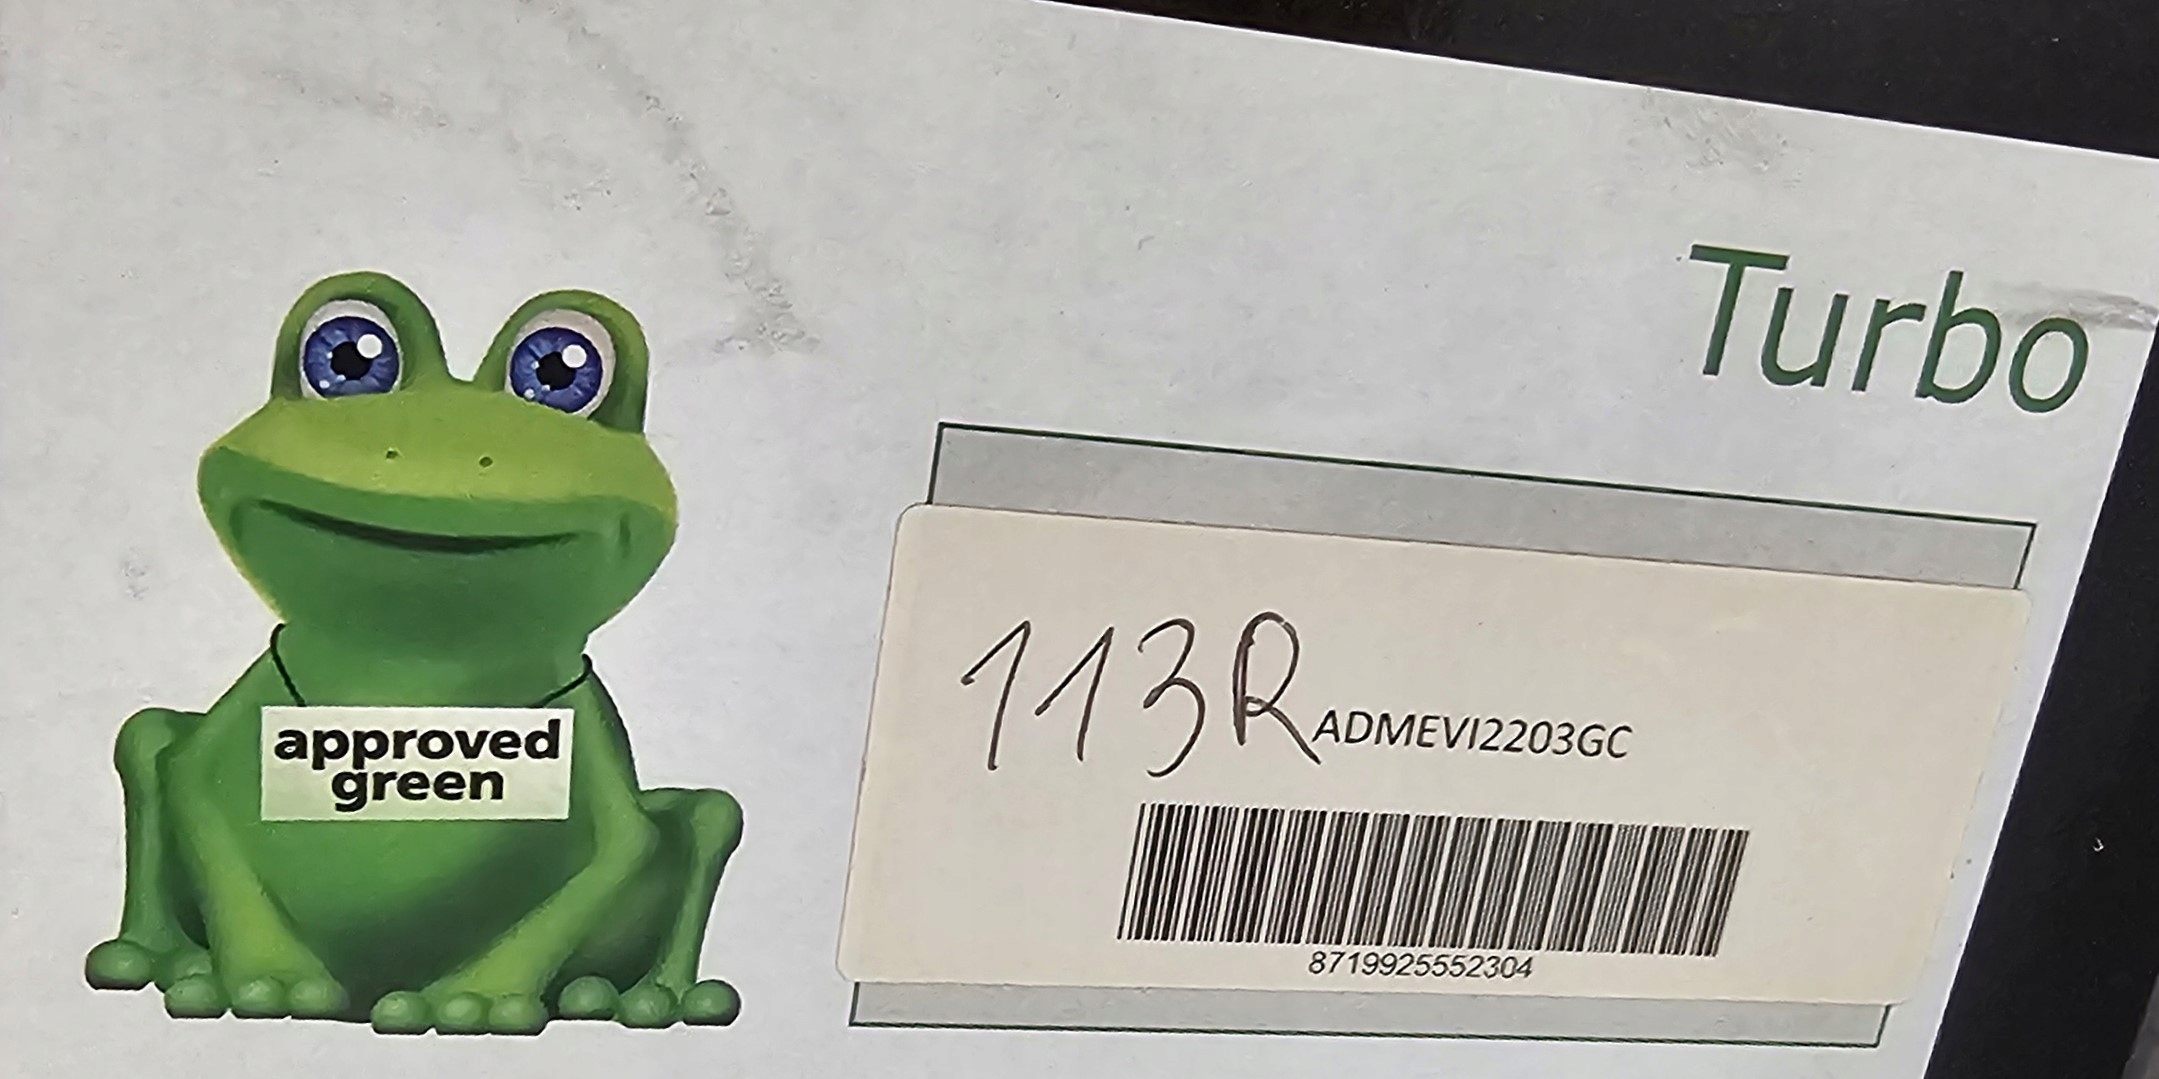 Turbo
approved
green
113R
ADMEVI2203GC
8719925552304